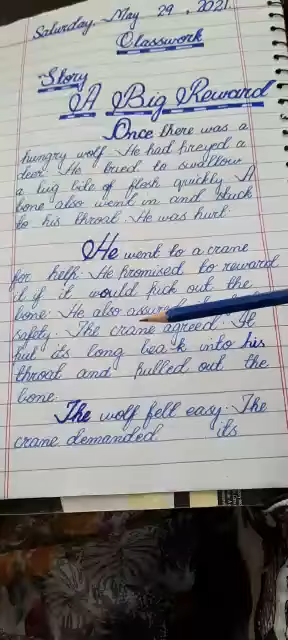 Saturday, May 29, 2021
Classwork
Story
A Big Reward
Once there was a
hungry wolf. He had preyed a
deer. He tried to swallow
a big bite of flesh quickly. A
bone also went in and stuck
to his throat. He was hurt.
He went to a crane
for help. He promised to reward
it if it would pick out the
bone. He also assured
safety. The crane agreed. It
put its long beak into his
throat and pulled out the
bone.
The wolf fell easy. The
crane demanded its